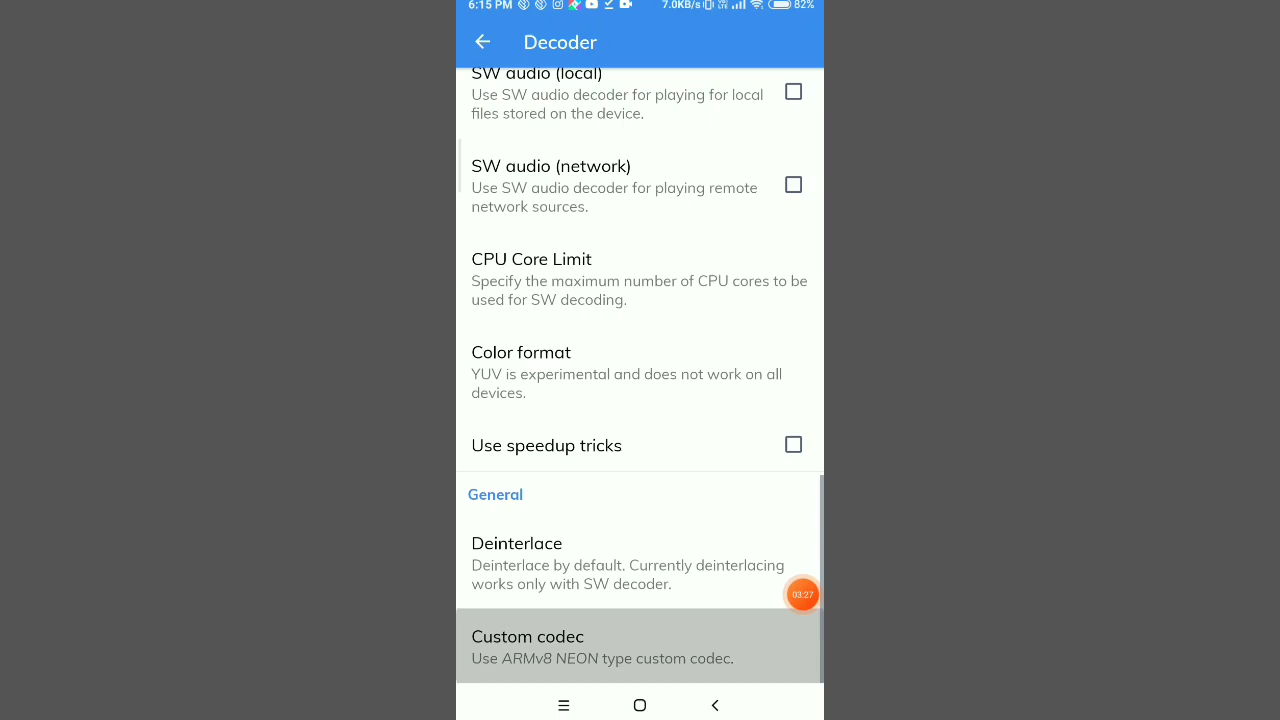 6:15 PM 7.0KB/s 82%
Decoder
SW audio (local)
Use SW audio decoder for playing for local
files stored on the device.
SW audio (network)
Use SW audio decoder for playing remote
network sources.
CPU Core Limit
Specify the maximum number of CPU cores to be
used for SW decoding.
Color format
YUV is experimental and does not work on all
devices.
Use speedup tricks
General
Deinterlace
Deinterlace by default. Currently deinterlacing
works only with SW decoder.
03:27
Custom codec
Use ARMv8 NEON type custom codec.